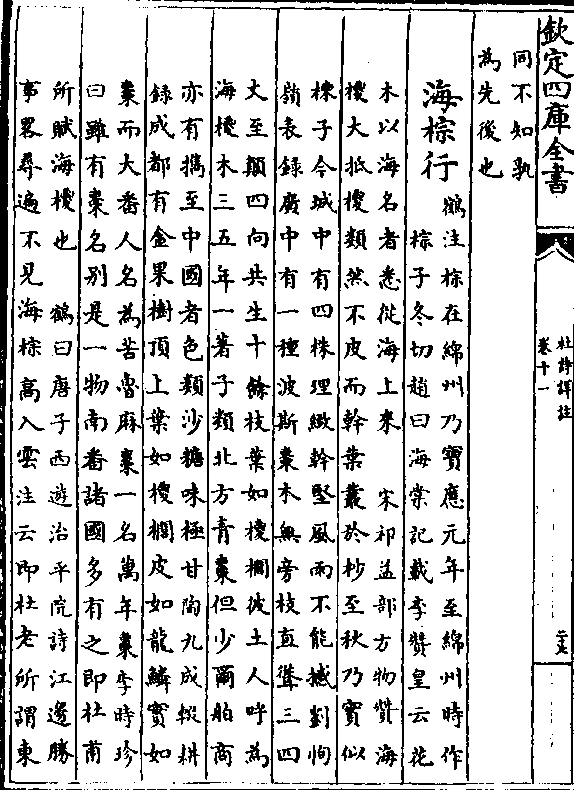 欽定四庫全書
杜詩詳註
卷十一
同不知孰
為先後也
海棕行
鶴注棕在綿州乃寳應元年至綿州時作
棕子冬切趙曰海棠記載李贊皇云花
木以海名者悉從海上來　宋祁益部方物贊海
椶大抵椶類然不皮而幹葉叢於杪至秋乃實似
楝子今城中有四株理緻幹堅風雨不能撼劉恂
嶺表錄廣中有一種波斯棗木無旁枝直聳三四
丈至顛四向共生十餘枝葉如椶櫚彼土人呼為
海椶木三五年一著子類北方青棗但少爾舶商
亦有擕至中國者色類沙糖味極甘陶九成輟耕
錄成都有金果樹頂上葉如椶櫚皮如龍鱗實如
棗而大番人名為苦魯麻棗一名萬年棗李時珍
曰雖有棗名别是一物南番諸國多有之即杜甫
所賦海椶也　鶴曰唐子西遊治平院詩江邊勝
事畧尋遍不見海棕高入雲注云即杜老所謂東